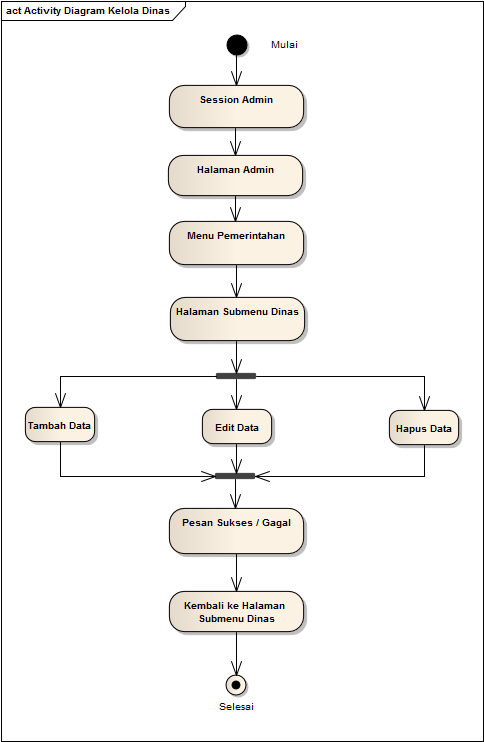 act Activity Diagram Kelola Dinas
Mulai
Session Admin
Halaman Admin
Menu Pemerintahan
Halaman Submenu Dinas
Tambah Data
Edit Data
Hapus Data
Pesan Sukses / Gagal
Kembali ke Halaman
Submenu Dinas
Selesai